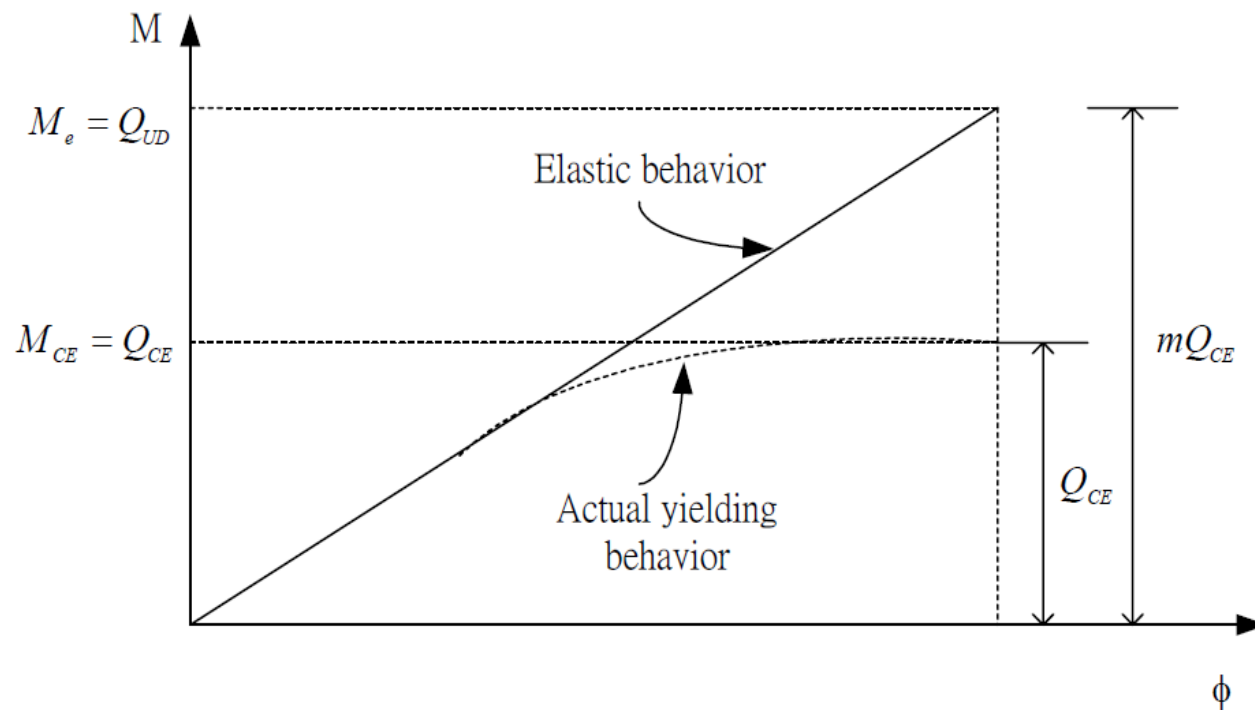 M
M_e = Q_UD
Elastic behavior
M_CE = Q_CE
mQ_CE
Q_CE
Actual yielding
behavior
ϕ